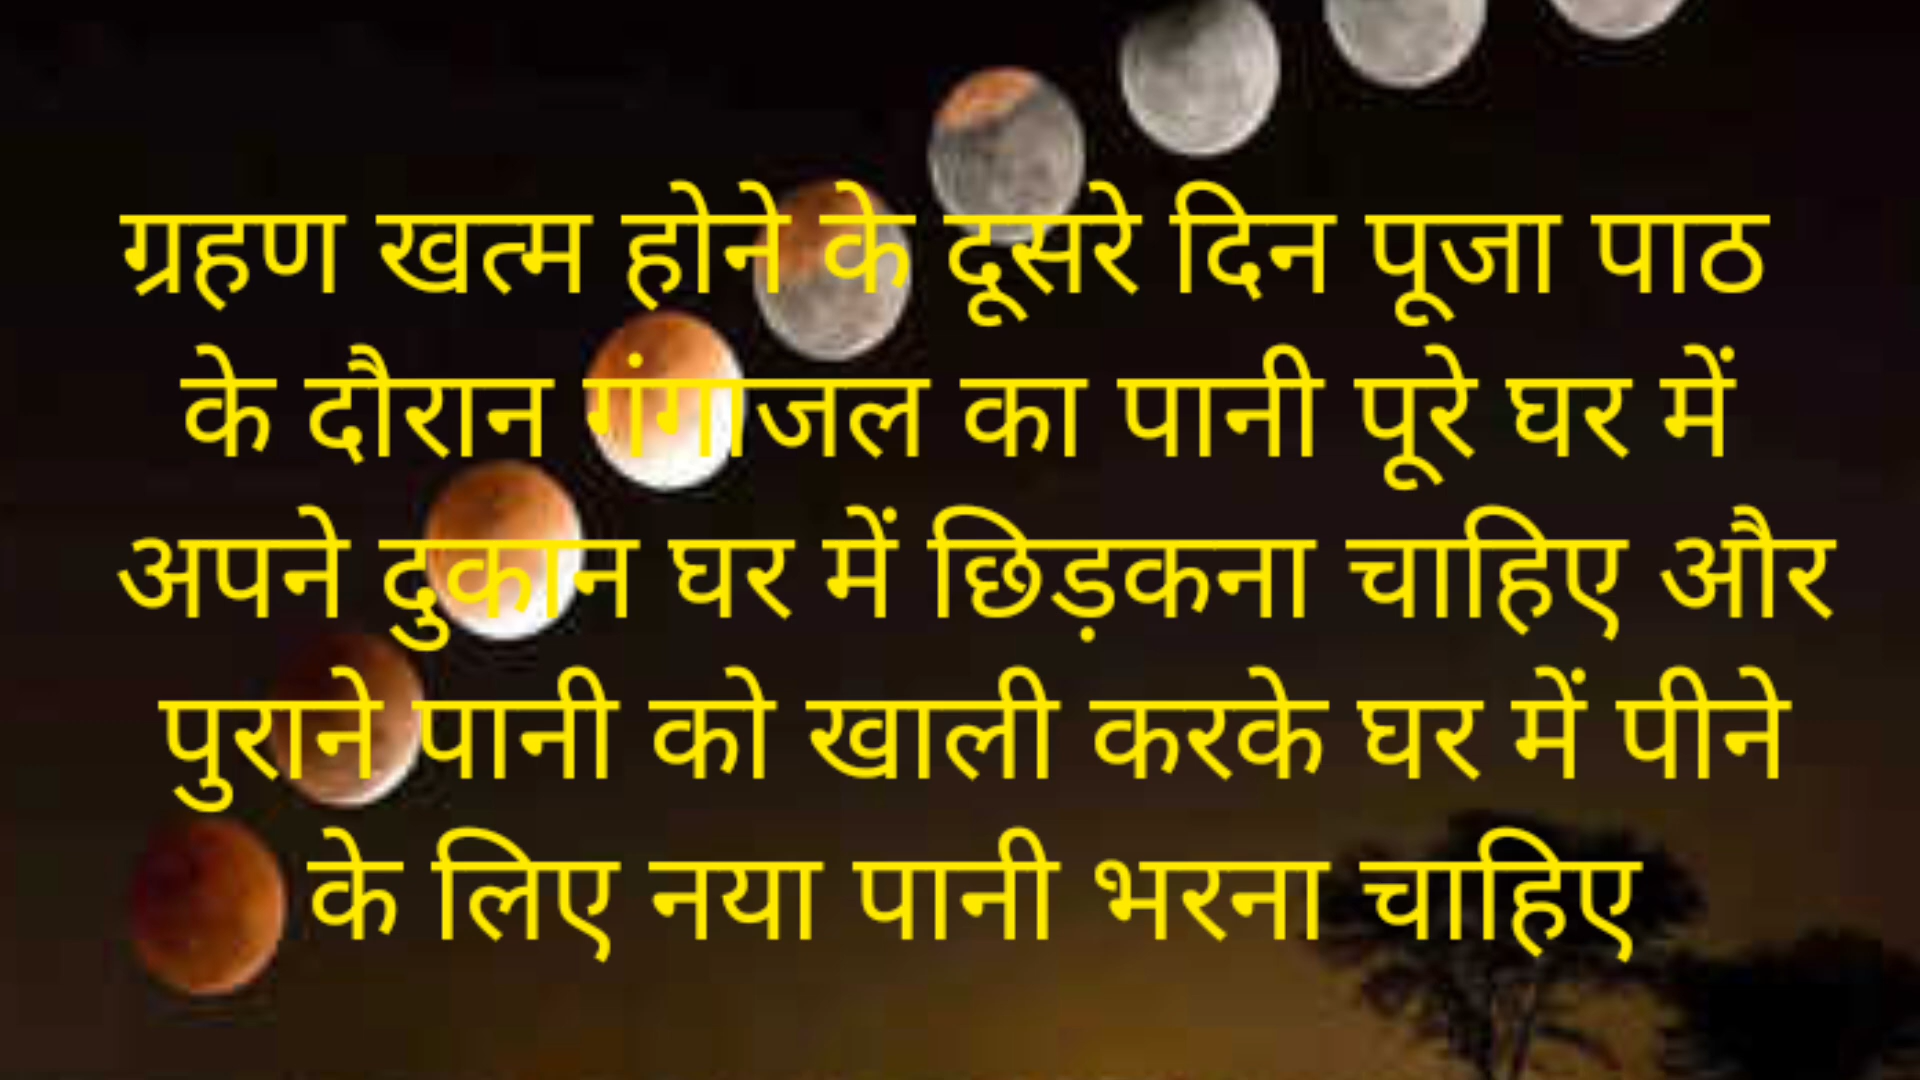 ग्रहण खत्म होने के दूसरे दिन पूजा पाठ
के दौरान गंगाजल का पानी पूरे घर में
अपने दुकान घर में छिड़कना चाहिए और
पुराने पानी को खाली करके घर में पीने
के लिए नया पानी भरना चाहिए